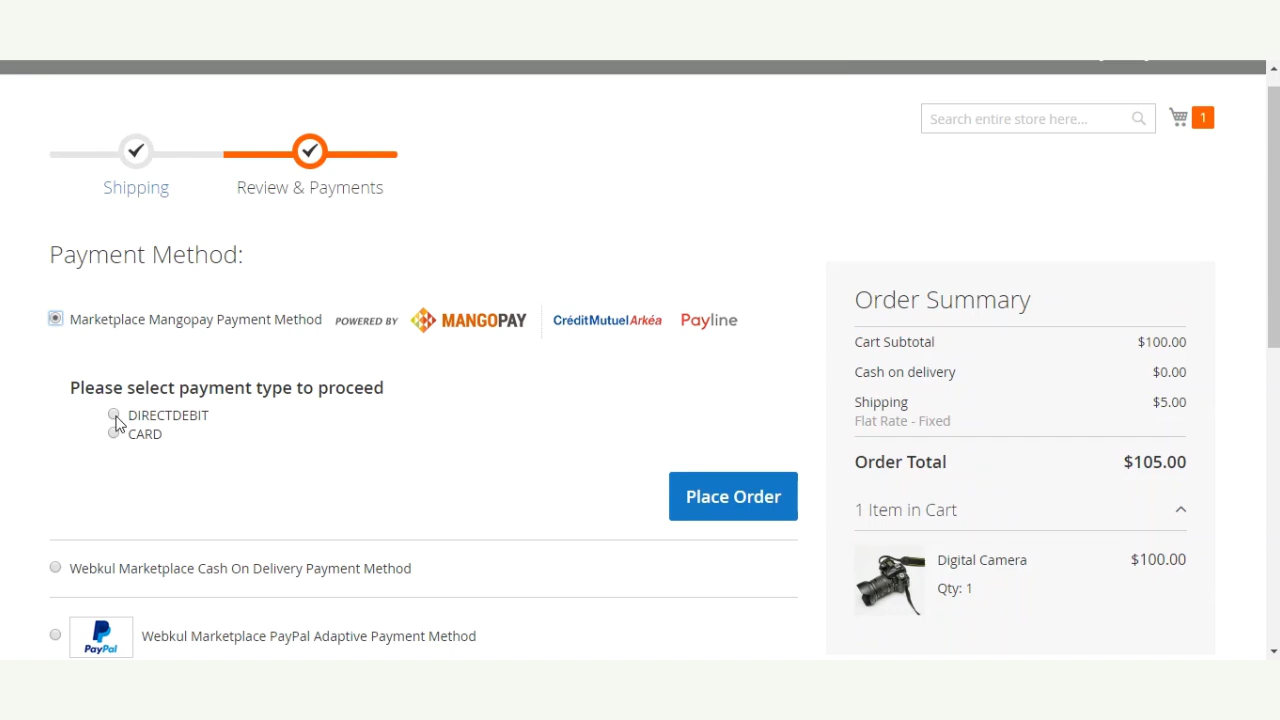 Search entire store here...
1
Shipping
Review & Payments
Payment Method:
Marketplace Mangopay Payment Method POWERED BY MANGOPAY CréditMutuel Arkéa Payline
Please select payment type to proceed
DIRECTDEBIT
CARD
Place Order
Webkul Marketplace Cash On Delivery Payment Method
PayPal Webkul Marketplace PayPal Adaptive Payment Method
Order Summary
Cart Subtotal $100.00
Cash on delivery $0.00
Shipping $5.00
Flat Rate - Fixed
Order Total $105.00
1 Item in Cart
Digital Camera $100.00
Qty: 1